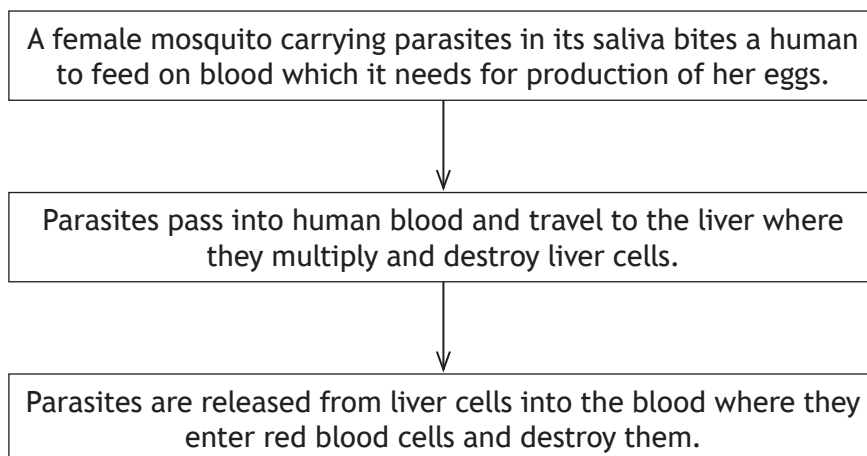 A female mosquito carrying parasites in its saliva bites a human
to feed on blood which it needs for production of her eggs.
Parasites pass into human blood and travel to the liver where
they multiply and destroy liver cells.
Parasites are released from liver cells into the blood where they
enter red blood cells and destroy them.